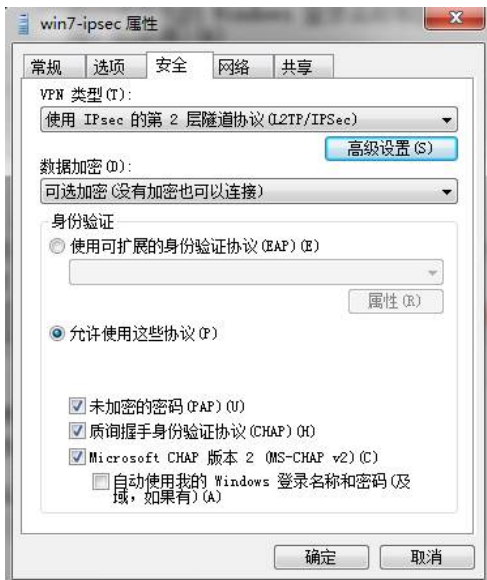 win7-ipsec 属性
常规 选项 安全 网络 共享
VPN 类型(T):
使用 IPsec 的第 2 层隧道协议(L2TP/IPSec)
高级设置(S)
数据加密(D):
可选加密(没有加密也可以连接)
身份验证
使用可扩展的身份验证协议(EAP)(E)
属性(R)
允许使用这些协议(P)
未加密的密码(PAP)(U)
质询握手身份验证协议(CHAP)(H)
Microsoft CHAP 版本 2 (MS-CHAP v2)(C)
自动使用我的 Windows 登录名称和密码(及
域，如果有)(A)
确定 取消